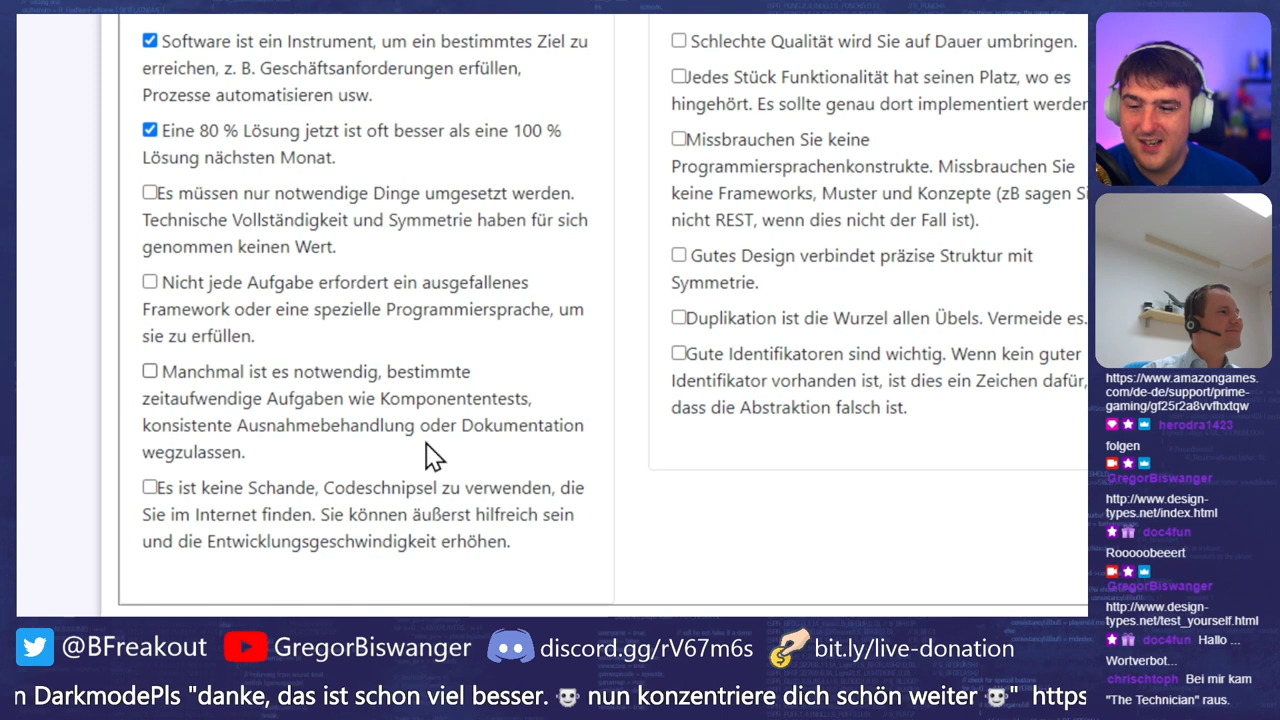 Software ist ein Instrument, um ein bestimmtes Ziel zu
erreichen, z. B. Geschäftsanforderungen erfüllen,
Prozesse automatisieren usw.
Eine 80 % Lösung jetzt ist oft besser als eine 100 %
Lösung nächsten Monat.
Es müssen nur notwendige Dinge umgesetzt werden.
Technische Vollständigkeit und Symmetrie haben für sich
genommen keinen Wert.
Nicht jede Aufgabe erfordert ein ausgefallenes
Framework oder eine spezielle Programmiersprache, um
sie zu erfüllen.
Manchmal ist es notwendig, bestimmte
zeitaufwendige Aufgaben wie Komponententests,
konsistente Ausnahmebehandlung oder Dokumentation
wegzulassen.
Es ist keine Schande, Codeschnipsel zu verwenden, die
Sie im Internet finden. Sie können äußerst hilfreich sein
und die Entwicklungsgeschwindigkeit erhöhen.
Schlechte Qualität wird Sie auf Dauer umbringen.
Jedes Stück Funktionalität hat seinen Platz, wo es
hingehört. Es sollte genau dort implementiert werden
Missbrauchen Sie keine
Programmiersprachenkonstrukte. Missbrauchen Sie
keine Frameworks, Muster und Konzepte (zB sagen Si
nicht REST, wenn dies nicht der Fall ist).
Gutes Design verbindet präzise Struktur mit
Symmetrie.
Duplikation ist die Wurzel allen Übels. Vermeide es.
Gute Identifikatoren sind wichtig. Wenn kein guter
Identifikator vorhanden ist, ist dies ein Zeichen dafür,
dass die Abstraktion falsch ist.
https://www.amazongames.
com/de-de/support/prime-
gaming/gf25r2a8vvfhxtqw
herodra1423
folgen
GregorBiswanger
http://www.design-
types.net/index.html
doc4fun
Rooooobeeert
GregorBiswanger
http://www.design-
types.net/test_yourself.html
doc4fun Hallo ...
Wortverbot...
chrischtoph Bei mir kam
"The Technician" raus.
@BFreakout GregorBiswanger discord.gg/rV67m6s bit.ly/live-donation
n DarkmodePls "danke, das ist schon viel besser. nun konzentriere dich schön weiter" https